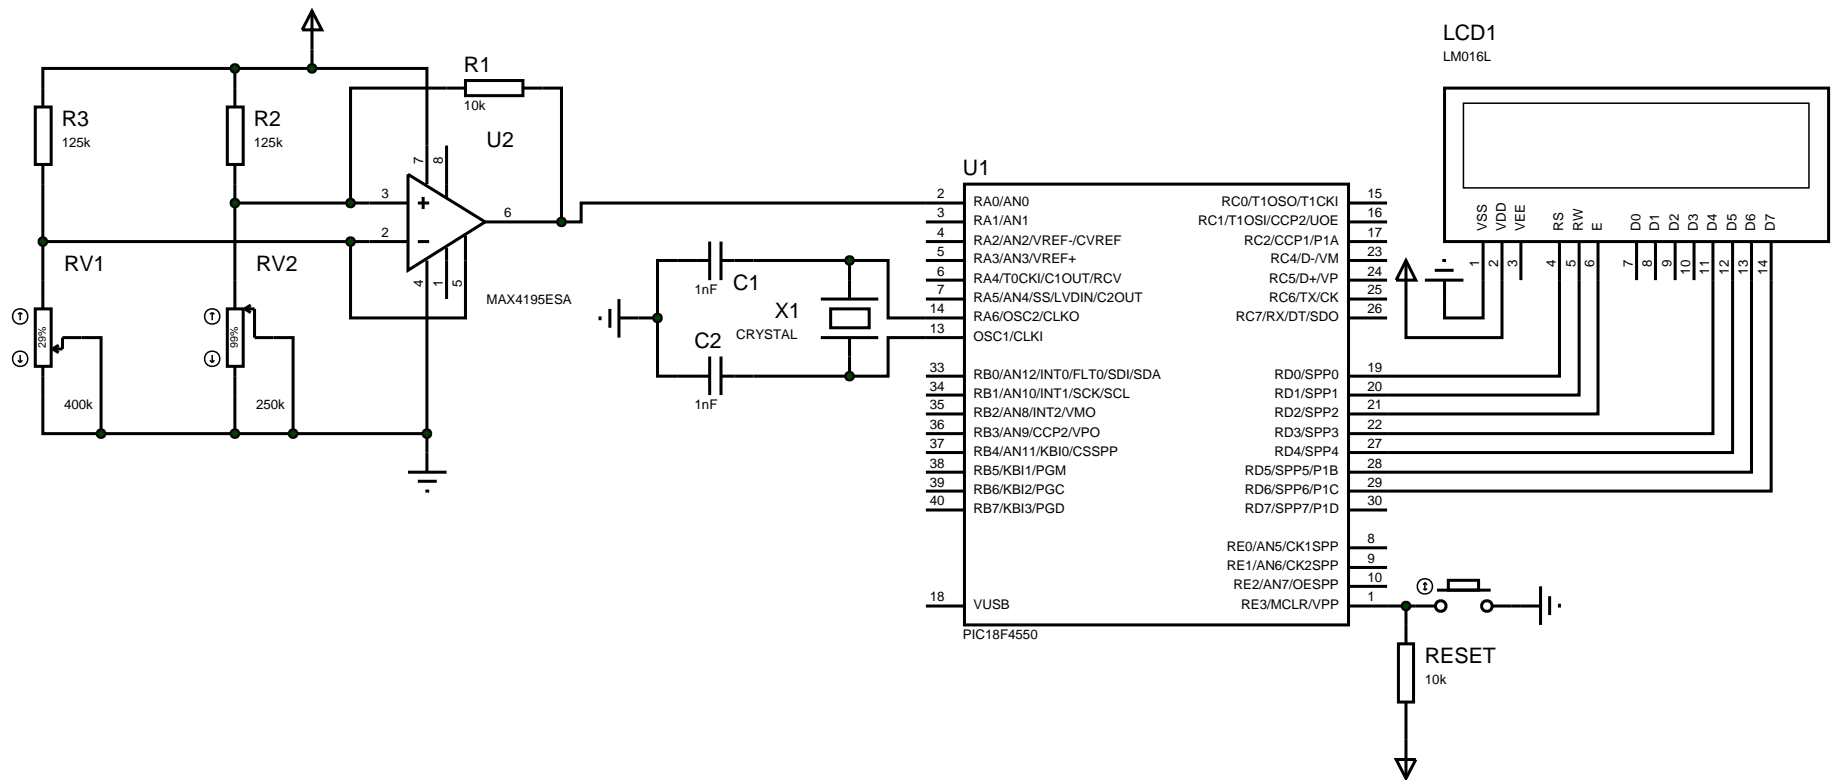 LCD1
LM016L
R1
10k
R3
125k
R2
125k
U2
7
8
3
2
6
4
1
5
MAX4195ESA
RV1
RV2
29%
99%
400k
250k
C1
1nF
C2
1nF
X1
CRYSTAL
U1
2 RA0/AN0
3 RA1/AN1
4 RA2/AN2/VREF-/CVREF
5 RA3/AN3/VREF+
6 RA4/T0CKI/C1OUT/RCV
7 RA5/AN4/SS/LVDIN/C2OUT
14 RA6/OSC2/CLKO
13 OSC1/CLKI
33 RB0/AN12/INT0/FLT0/SDI/SDA
34 RB1/AN10/INT1/SCK/SCL
35 RB2/AN8/INT2/VMO
36 RB3/AN9/CCP2/VPO
37 RB4/AN11/KBI0/CSSPP
38 RB5/KBI1/PGM
39 RB6/KBI2/PGC
40 RB7/KBI3/PGD
18 VUSB
RC0/T1OSO/T1CKI 15
RC1/T1OSI/CCP2/UOE 16
RC2/CCP1/P1A 17
RC4/D-/VM 23
RC5/D+/VP 24
RC6/TX/CK 25
RC7/RX/DT/SDO 26
RD0/SPP0 19
RD1/SPP1 20
RD2/SPP2 21
RD3/SPP3 22
RD4/SPP4 27
RD5/SPP5/P1B 28
RD6/SPP6/P1C 29
RD7/SPP7/P1D 30
RE0/AN5/CK1SPP 8
RE1/AN6/CK2SPP 9
RE2/AN7/OESPP 10
RE3/MCLR/VPP 1
PIC18F4550
VSS 1
VDD 2
VEE 3
RS 4
RW 5
E 6
D0 7
D1 8
D2 9
D3 10
D4 11
D5 12
D6 13
D7 14
RESET
10k